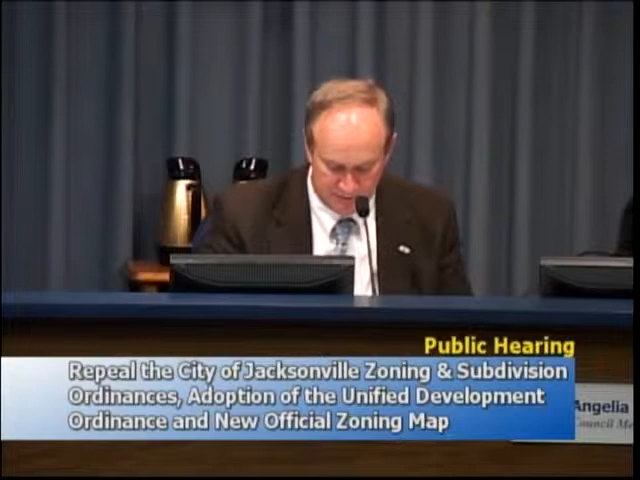 Public Hearing
Repeal the City of Jacksonville Zoning & Subdivision
Ordinances, Adoption of the Unified Development
Ordinance and New Official Zoning Map
Angelia
Council